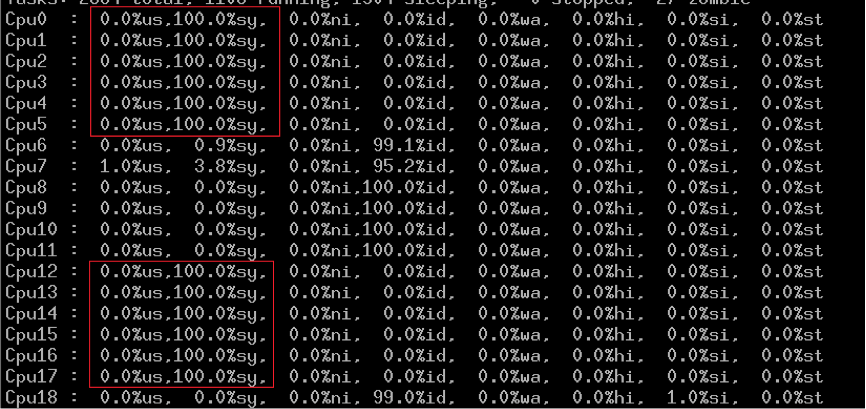 Cpu0  :  0.0%us,100.0%sy,  0.0%ni,  0.0%id,  0.0%wa,  0.0%hi,  0.0%si,  0.0%st
Cpu1  :  0.0%us,100.0%sy,  0.0%ni,  0.0%id,  0.0%wa,  0.0%hi,  0.0%si,  0.0%st
Cpu2  :  0.0%us,100.0%sy,  0.0%ni,  0.0%id,  0.0%wa,  0.0%hi,  0.0%si,  0.0%st
Cpu3  :  0.0%us,100.0%sy,  0.0%ni,  0.0%id,  0.0%wa,  0.0%hi,  0.0%si,  0.0%st
Cpu4  :  0.0%us,100.0%sy,  0.0%ni,  0.0%id,  0.0%wa,  0.0%hi,  0.0%si,  0.0%st
Cpu5  :  0.0%us,100.0%sy,  0.0%ni,  0.0%id,  0.0%wa,  0.0%hi,  0.0%si,  0.0%st
Cpu6  :  0.0%us,  0.9%sy,  0.0%ni, 99.1%id,  0.0%wa,  0.0%hi,  0.0%si,  0.0%st
Cpu7  :  1.0%us,  3.8%sy,  0.0%ni, 95.2%id,  0.0%wa,  0.0%hi,  0.0%si,  0.0%st
Cpu8  :  0.0%us,  0.0%sy,  0.0%ni,100.0%id,  0.0%wa,  0.0%hi,  0.0%si,  0.0%st
Cpu9  :  0.0%us,  0.0%sy,  0.0%ni,100.0%id,  0.0%wa,  0.0%hi,  0.0%si,  0.0%st
Cpu10 :  0.0%us,  0.0%sy,  0.0%ni,100.0%id,  0.0%wa,  0.0%hi,  0.0%si,  0.0%st
Cpu11 :  0.0%us,  0.0%sy,  0.0%ni,100.0%id,  0.0%wa,  0.0%hi,  0.0%si,  0.0%st
Cpu12 :  0.0%us,100.0%sy,  0.0%ni,  0.0%id,  0.0%wa,  0.0%hi,  0.0%si,  0.0%st
Cpu13 :  0.0%us,100.0%sy,  0.0%ni,  0.0%id,  0.0%wa,  0.0%hi,  0.0%si,  0.0%st
Cpu14 :  0.0%us,100.0%sy,  0.0%ni,  0.0%id,  0.0%wa,  0.0%hi,  0.0%si,  0.0%st
Cpu15 :  0.0%us,100.0%sy,  0.0%ni,  0.0%id,  0.0%wa,  0.0%hi,  0.0%si,  0.0%st
Cpu16 :  0.0%us,100.0%sy,  0.0%ni,  0.0%id,  0.0%wa,  0.0%hi,  0.0%si,  0.0%st
Cpu17 :  0.0%us,100.0%sy,  0.0%ni,  0.0%id,  0.0%wa,  0.0%hi,  0.0%si,  0.0%st
Cpu18 :  0.0%us,  0.0%sy,  0.0%ni, 99.0%id,  0.0%wa,  0.0%hi,  1.0%si,  0.0%st